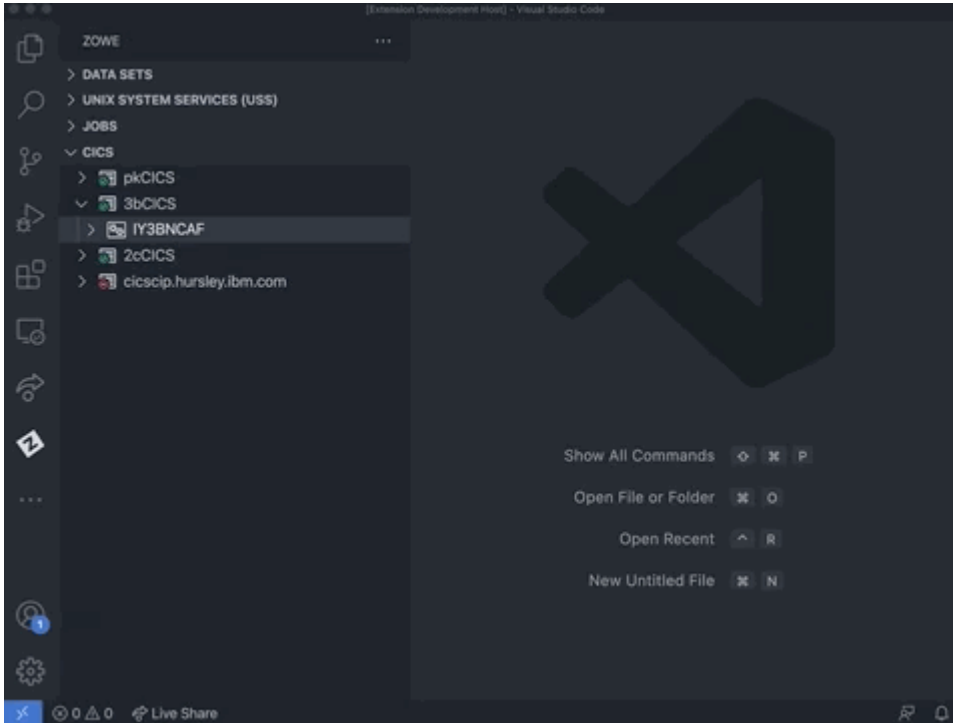 [Extension Development Host] - Visual Studio Code
ZOWE
DATA SETS
UNIX SYSTEM SERVICES (USS)
JOBS
CICS
pkCICS
3bCICS
IY3BNCAF
2cCICS
cicscip.hursley.ibm.com
Show All Commands ⇧ ⌘ P
Open File or Folder ⌘ O
Open Recent ^ R
New Untitled File ⌘ N
1
0 0 Live Share